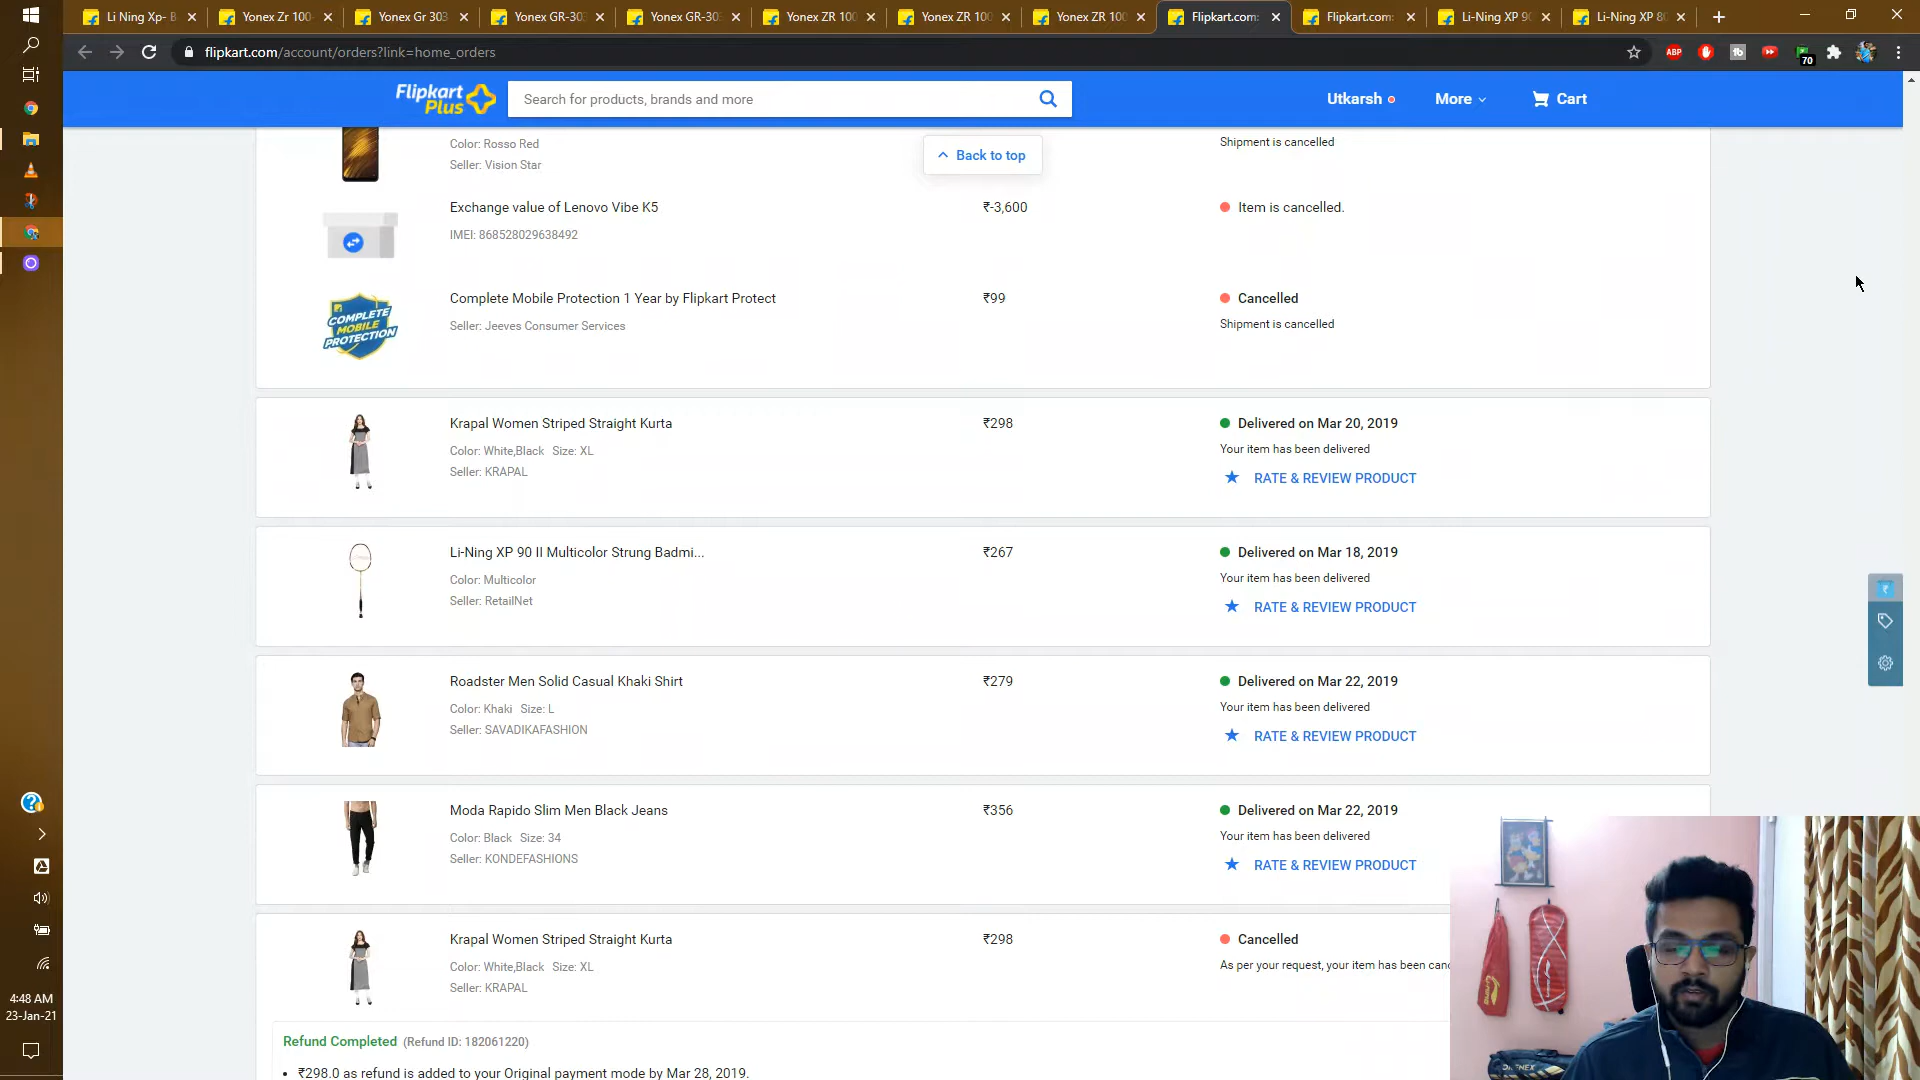 Li Ning Xp- B
Yonex Zr 100-
Yonex Gr 303
Yonex GR-303
Yonex GR-303
Yonex ZR 100
Yonex ZR 100
Yonex ZR 100
Flipkart.com:
Flipkart.com:
Li-Ning XP 90
Li-Ning XP 80
flipkart.com/account/orders?link=home_orders
ABP
70
Flipkart
Plus
Search for products, brands and more
Utkarsh
More
Cart
Back to top
Color: Rosso Red
Seller: Vision Star
Shipment is cancelled
Exchange value of Lenovo Vibe K5
₹-3,600
Item is cancelled.
IMEI: 868528029638492
COMPLETE
MOBILE
PROTECTION
Complete Mobile Protection 1 Year by Flipkart Protect
₹99
Cancelled
Seller: Jeeves Consumer Services
Shipment is cancelled
Krapal Women Striped Straight Kurta
₹298
Delivered on Mar 20, 2019
Color: White,Black Size: XL
Your item has been delivered
Seller: KRAPAL
RATE & REVIEW PRODUCT
Li-Ning XP 90 II Multicolor Strung Badmi...
₹267
Delivered on Mar 18, 2019
Color: Multicolor
Your item has been delivered
Seller: RetailNet
RATE & REVIEW PRODUCT
Roadster Men Solid Casual Khaki Shirt
₹279
Delivered on Mar 22, 2019
Color: Khaki Size: L
Your item has been delivered
Seller: SAVADIKAFASHION
RATE & REVIEW PRODUCT
Moda Rapido Slim Men Black Jeans
₹356
Delivered on Mar 22, 2019
Color: Black Size: 34
Your item has been delivered
Seller: KONDEFASHIONS
RATE & REVIEW PRODUCT
Krapal Women Striped Straight Kurta
₹298
Cancelled
Color: White,Black Size: XL
As per your request, your item has been canc
Seller: KRAPAL
Refund Completed (Refund ID: 182061220)
• ₹298.0 as refund is added to your Original payment mode by Mar 28, 2019.
4:48 AM
23-Jan-21